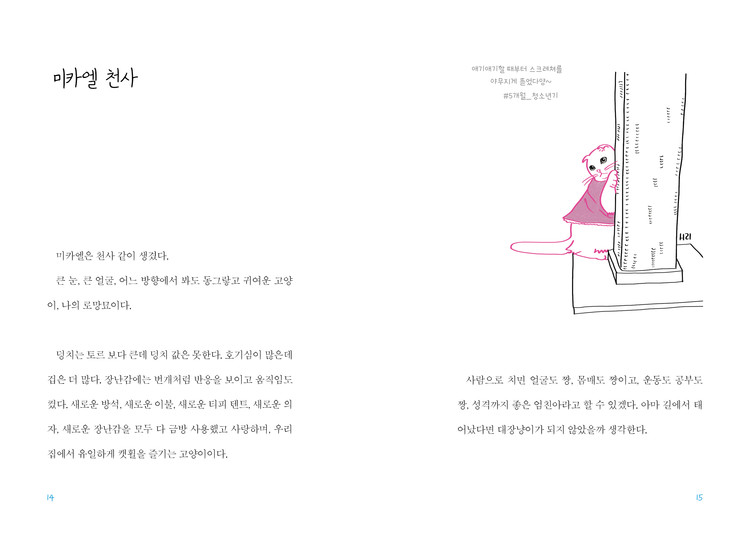 미카엘 천사
미카엘은 천사 같이 생겼다.
큰 눈, 큰 얼굴, 어느 방향에서 봐도 동그랗고 귀여운 고양
이, 나의 로망묘이다.
덩치는 토르 보다 큰데 덩치 값은 못한다. 호기심이 많은데
겁은 더 많다. 장난감에는 번개처럼 반응을 보이고 움직임도
컸다. 새로운 방석, 새로운 이불, 새로운 티피 텐트, 새로운 의
자, 새로운 장난감을 모두 다 금방 사용했고 사랑하며, 우리
집에서 유일하게 캣휠을 즐기는 고양이이다.
14
애기애기할 때부터 스크래쳐를
야무지게 뜯었다냥~
#5개월_청소년기
사람으로 치면 얼굴도 짱, 몸매도 짱이고, 운동도 공부도
짱, 성격까지 좋은 엄친아라고 할 수 있겠다. 아마 길에서 태
어났다면 대장냥이가 되지 않았을까 생각한다.
15